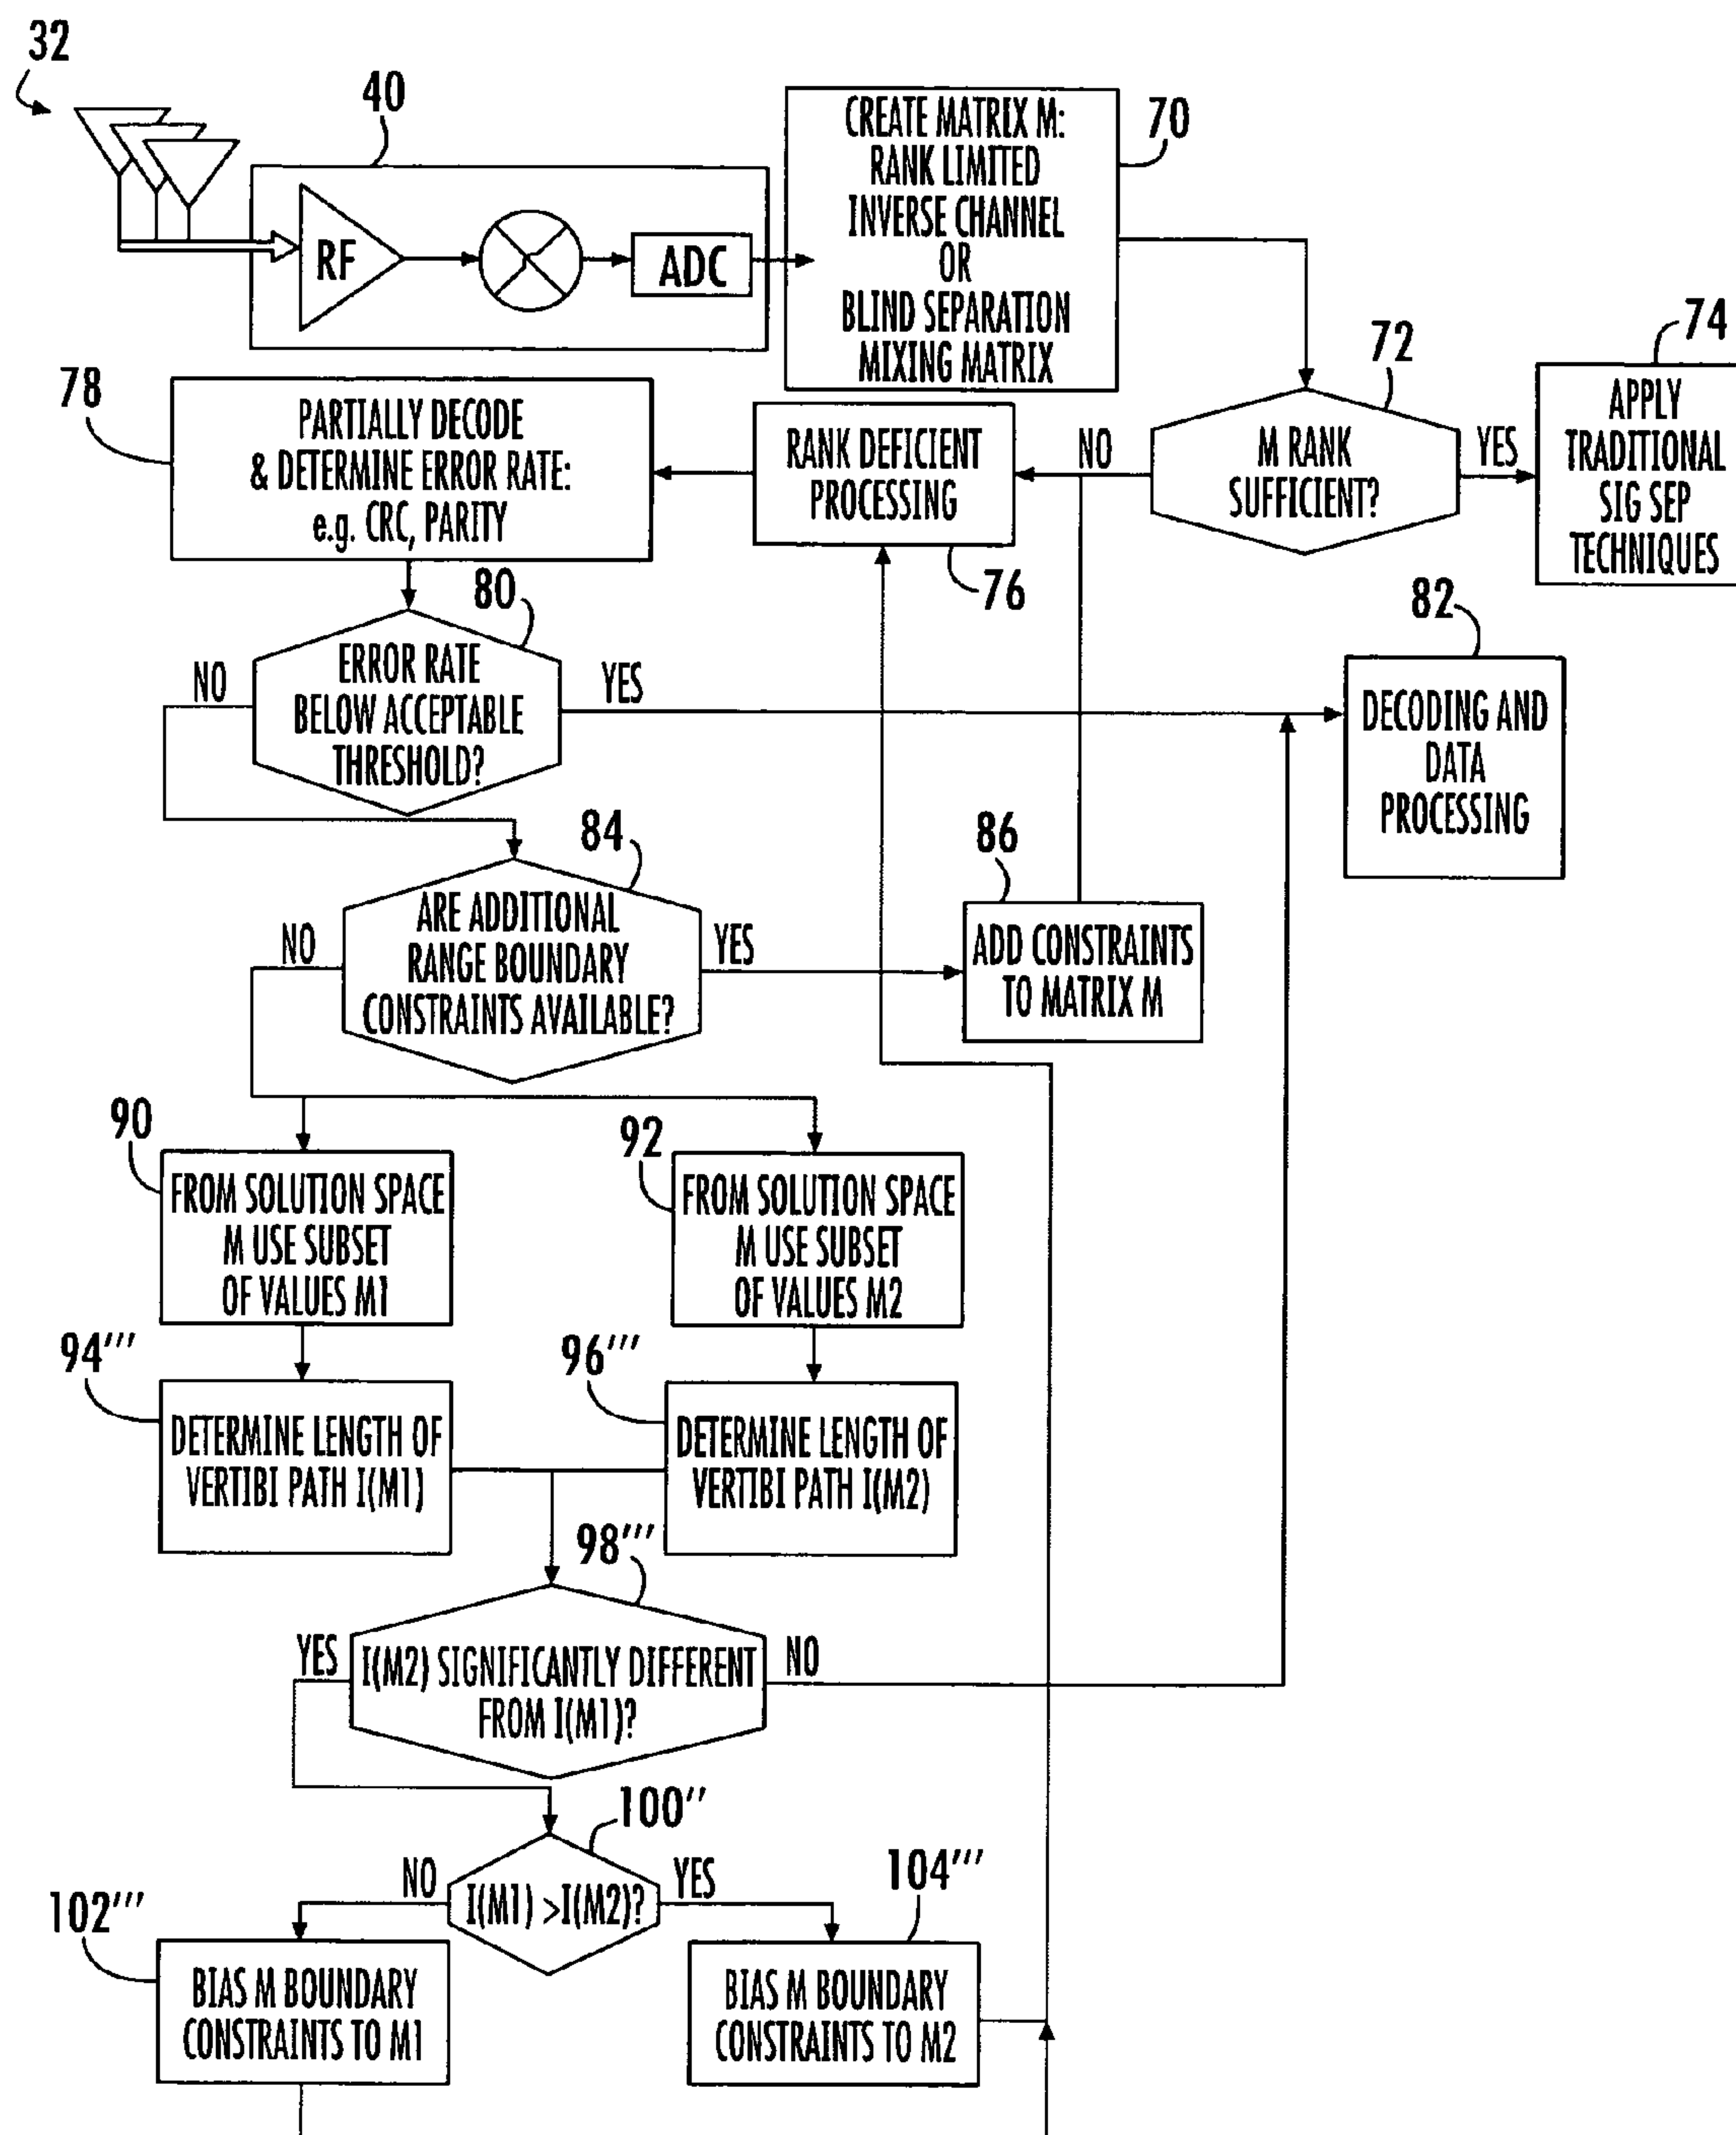 32
40
RF
ADC
CREATE MATRIX M:
RANK LIMITED
INVERSE CHANNEL
OR
BLIND SEPARATION
MIXING MATRIX
70
72
M RANK
SUFFICIENT?
NO
YES
74
APPLY
TRADITIONAL
SIG SEP
TECHNIQUES
RANK DEFICIENT
PROCESSING
76
78
PARTIALLY DECODE
& DETERMINE ERROR RATE:
e.g. CRC, PARITY
80
ERROR RATE
BELOW ACCEPTABLE
THRESHOLD?
NO
YES
82
DECODING AND
DATA
PROCESSING
84
ARE ADDITIONAL
RANGE BOUNDARY
CONSTRAINTS AVAILABLE?
NO
YES
86
ADD CONSTRAINTS
TO MATRIX M
90
FROM SOLUTION SPACE
M USE SUBSET
OF VALUES M1
92
FROM SOLUTION SPACE
M USE SUBSET
OF VALUES M2
94'''
DETERMINE LENGTH OF
VERTIBI PATH I(M1)
96'''
DETERMINE LENGTH OF
VERTIBI PATH I(M2)
98'''
I(M2) SIGNIFICANTLY DIFFERENT
FROM I(M1)?
YES
NO
100''
I(M1) >I(M2)?
NO
YES
102'''
BIAS M BOUNDARY
CONSTRAINTS TO M1
104'''
BIAS M BOUNDARY
CONSTRAINTS TO M2